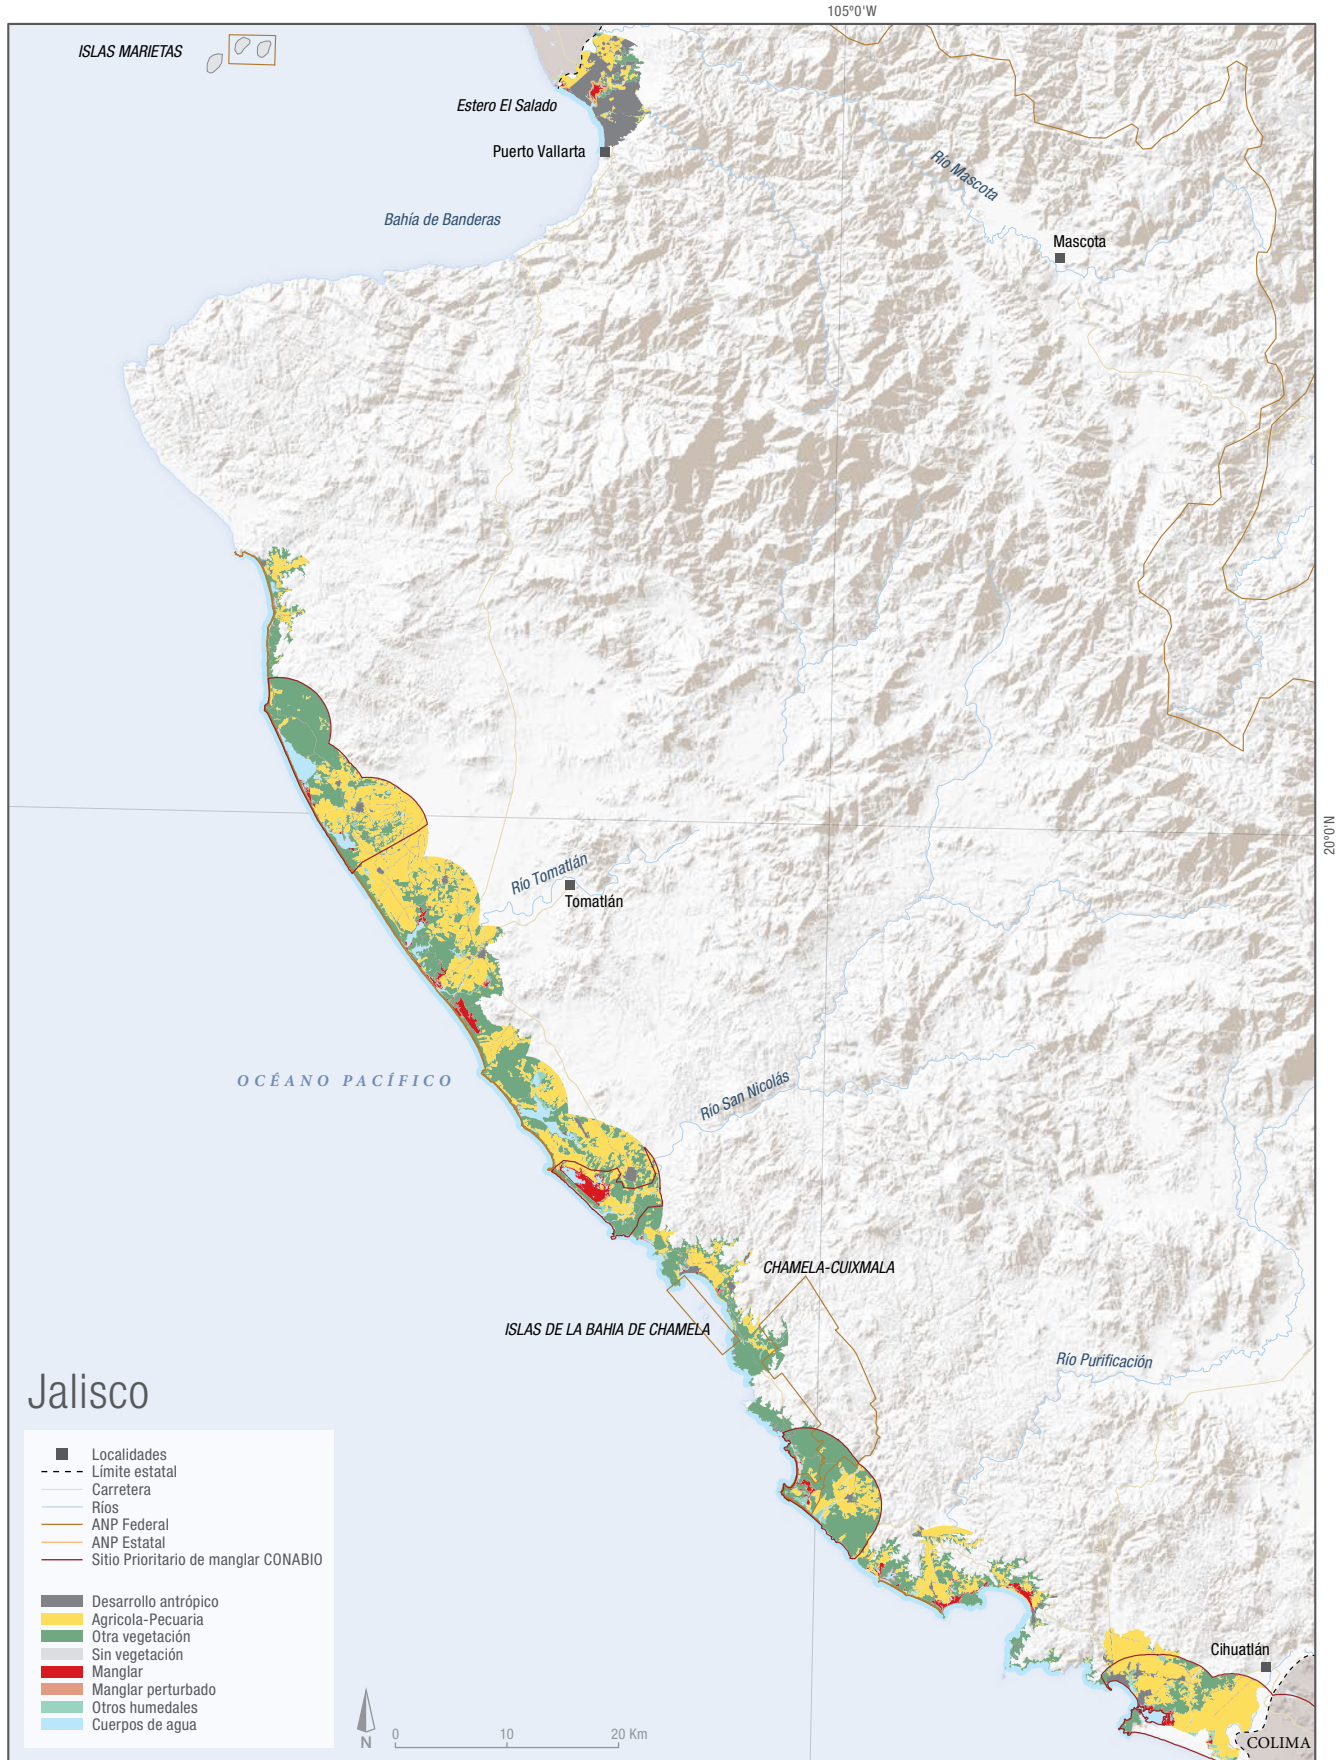 105°0'W
ISLAS MARIETAS
Estero El Salado
Puerto Vallarta
Río Mascota
Bahía de Banderas
Mascota
20°0'N
Río Tomatlán
Tomatlán
OCÉANO PACÍFICO
Río San Nicolás
CHAMELA-CUIXMALA
ISLAS DE LA BAHIA DE CHAMELA
Río Purificación
Jalisco
Localidades
Límite estatal
Carretera
Ríos
ANP Federal
ANP Estatal
Sitio Prioritario de manglar CONABIO
Desarrollo antrópico
Agricola-Pecuaria
Otra vegetación
Sin vegetación
Manglar
Manglar perturbado
Otros humedales
Cuerpos de agua
Cihuatlán
N
0 10 20 Km
COLIMA